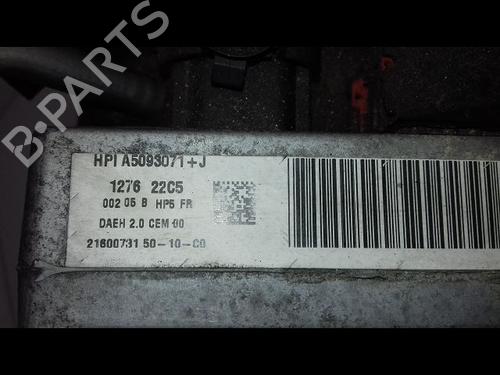 B-PARTS
HPI A5093071+J
1276 22C5
002 05 B HP5 FR
DAEH 2.0 CEM 00
21600731 50-10-C0